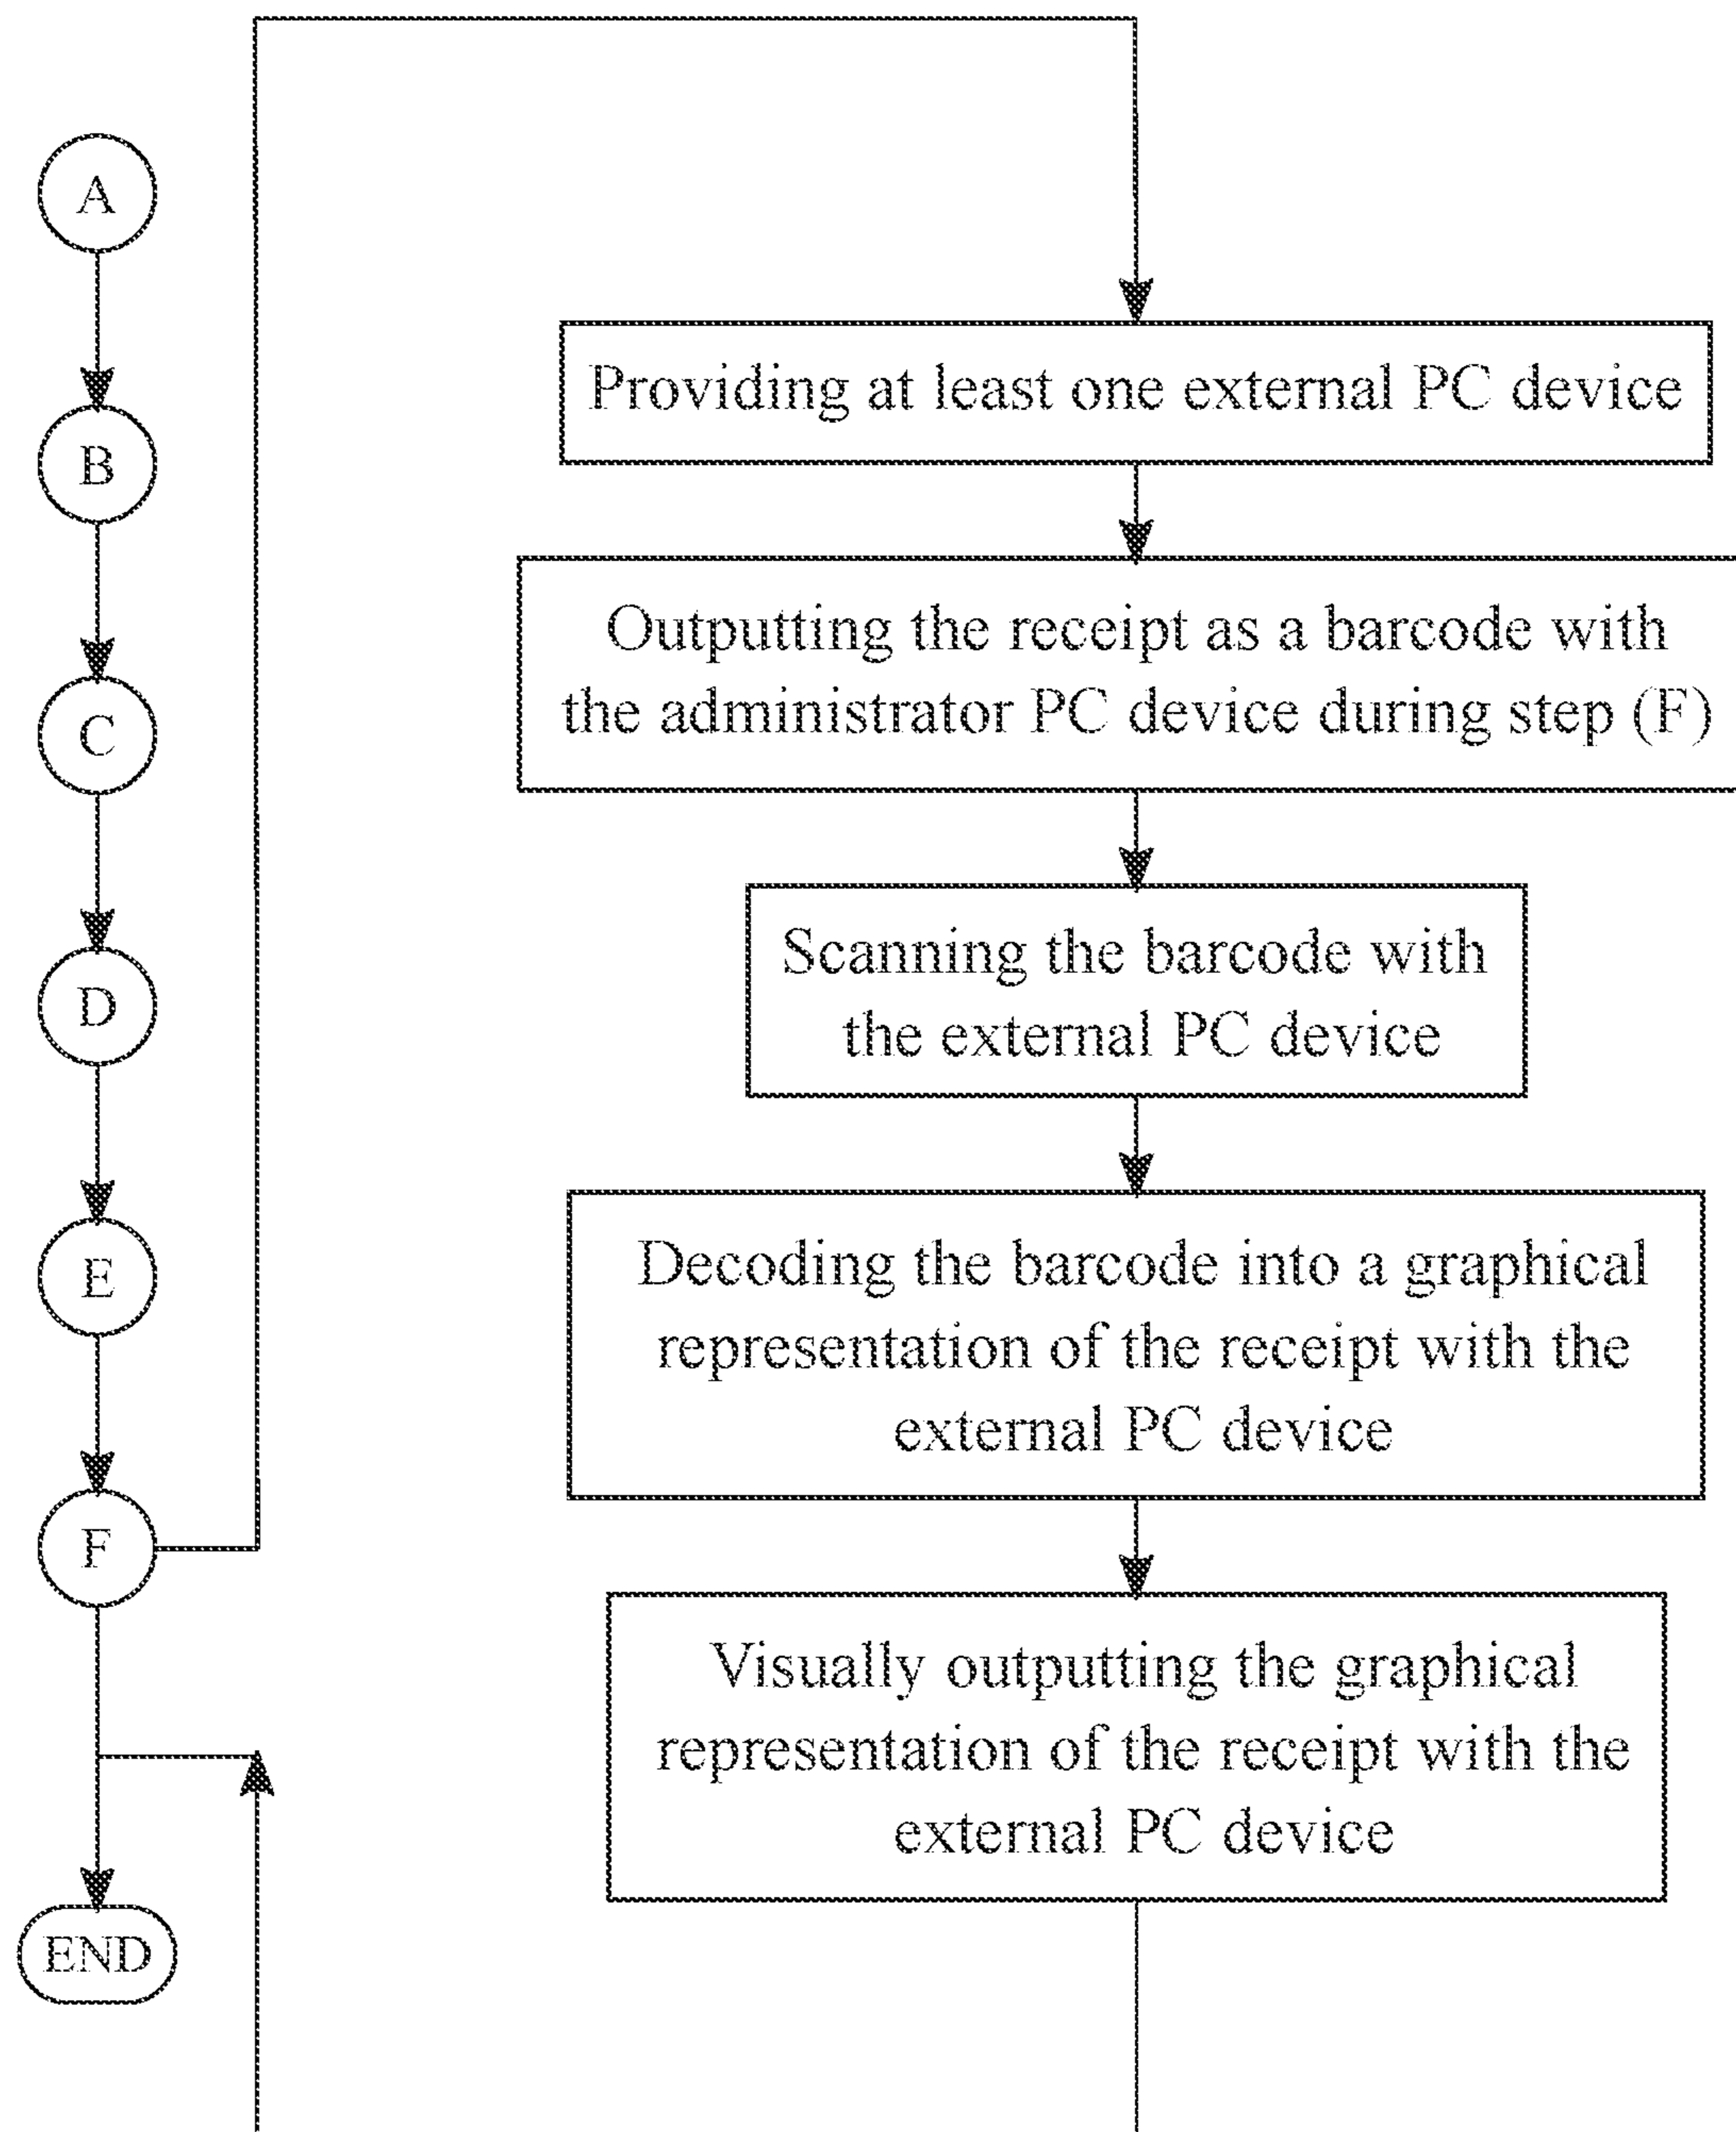 A
B
C
D
E
F
END
Providing at least one external PC device
Outputting the receipt as a barcode with
the administrator PC device during step (F)
Scanning the barcode with
the external PC device
Decoding the barcode into a graphical
representation of the receipt with the
external PC device
Visually outputting the graphical
representation of the receipt with the
external PC device